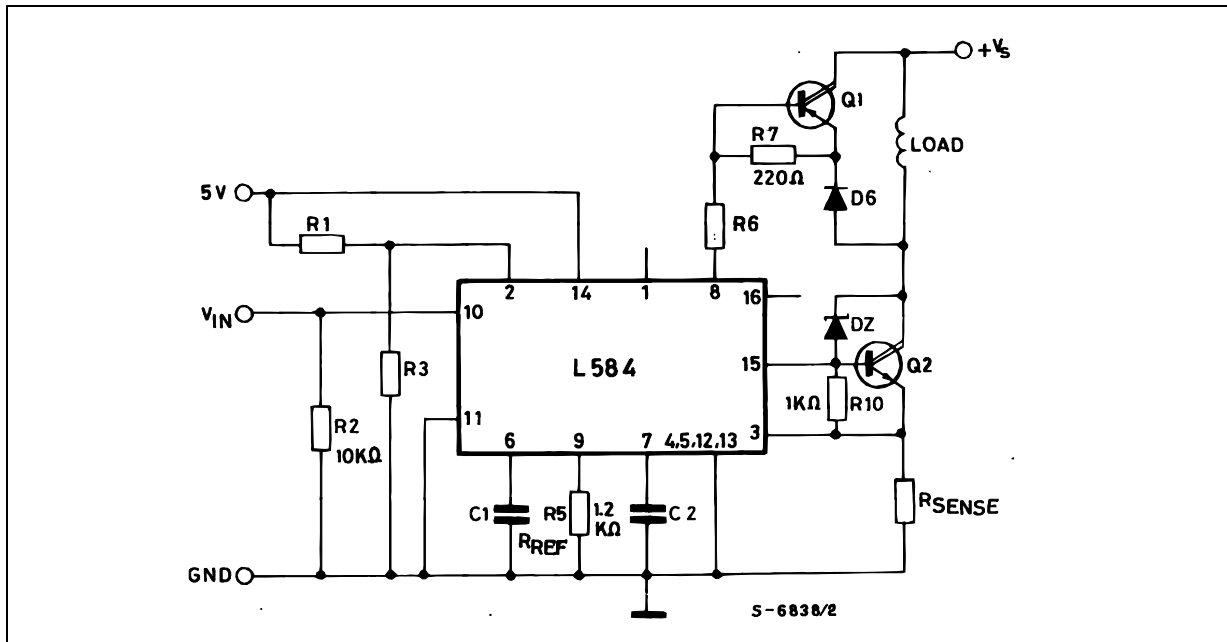 +Vs
Q1
R7
220Ω
LOAD
5V
D6
R1
R6
2 14 1 8
16
VIN
10
DZ
L584
15
Q2
R3
1KΩ R10
11
R2
10KΩ
6 9 7 4,5,12,13
3
C1 R5 1.2 KΩ C2
RREF
RSENSE
GND
S-6838/2